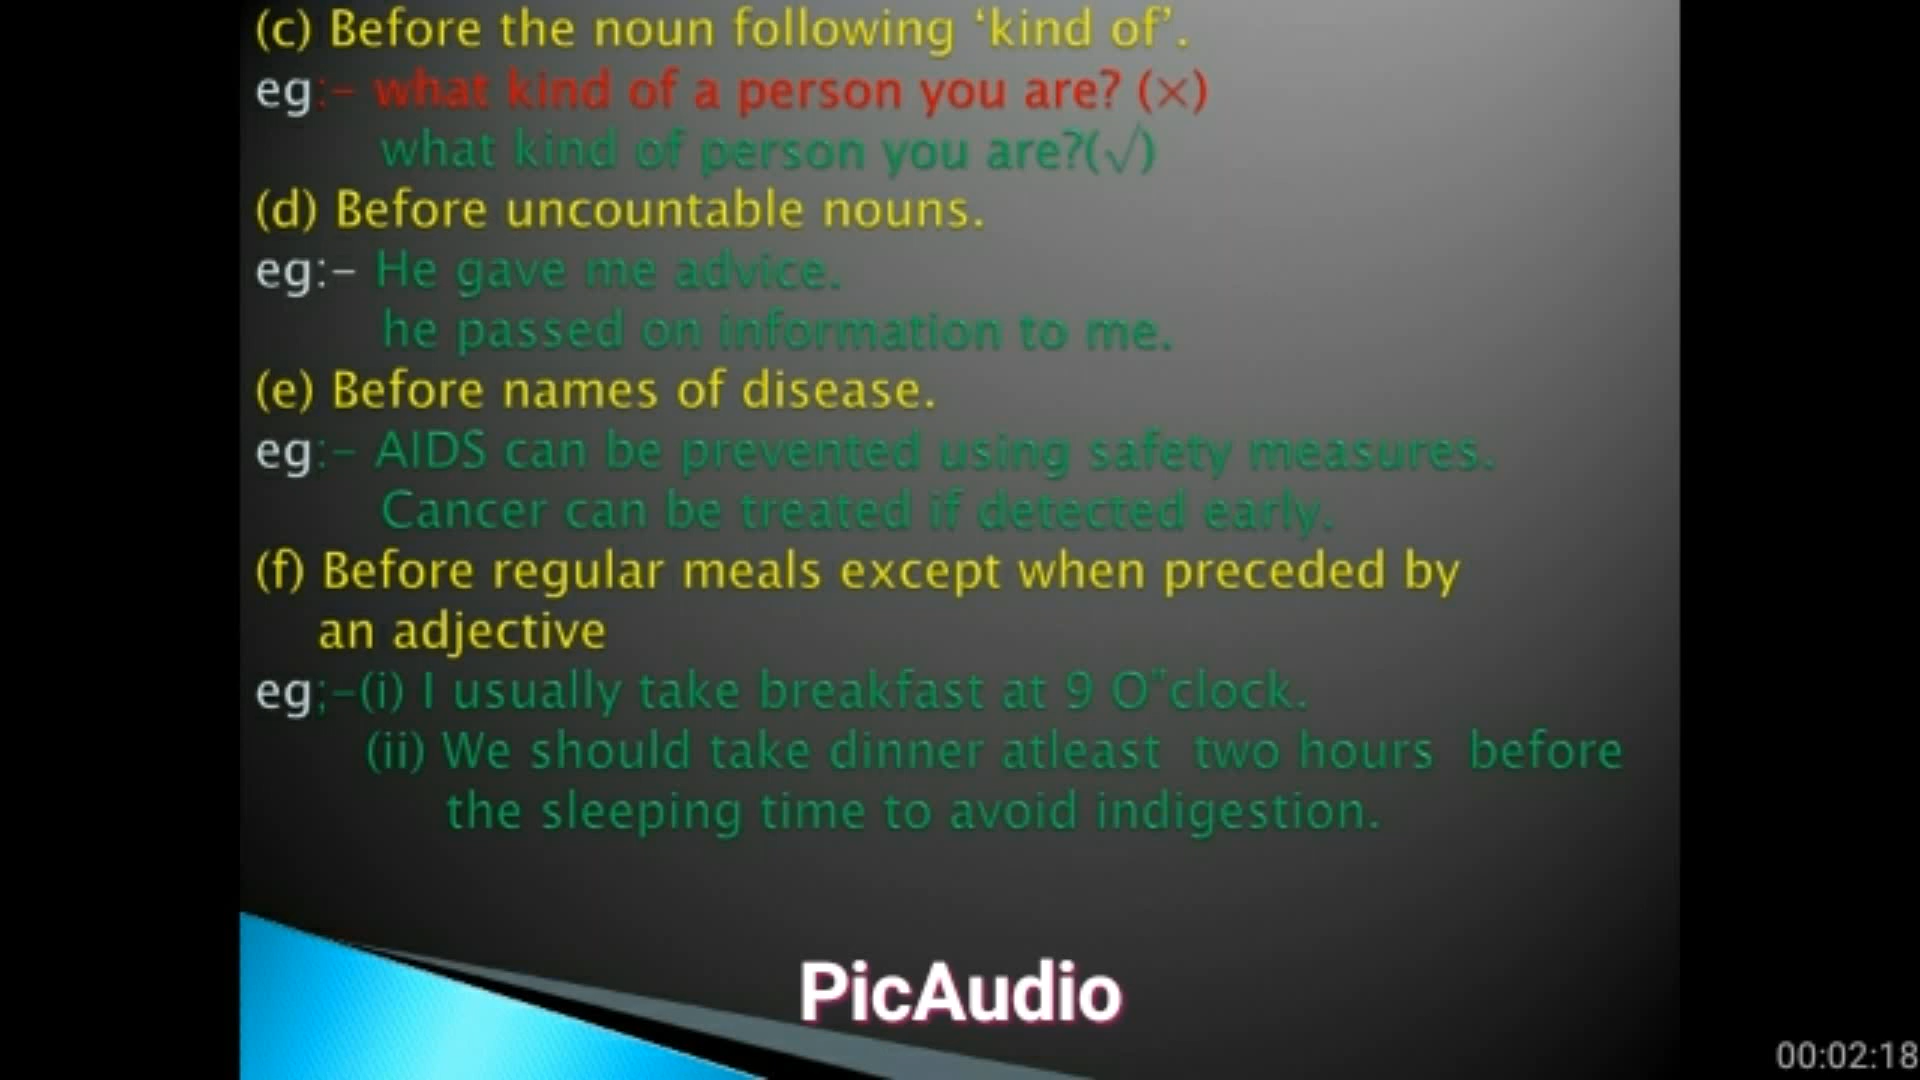 (c) Before the noun following ‘kind of’.
eg:- what kind of a person you are? (×)
what kind of person you are?(√)
(d) Before uncountable nouns.
eg:- He gave me advice.
he passed on information to me.
(e) Before names of disease.
eg:- AIDS can be prevented using safety measures.
Cancer can be treated if detected early.
(f) Before regular meals except when preceded by
an adjective
eg;-(i) I usually take breakfast at 9 O"clock.
(ii) We should take dinner atleast two hours before
the sleeping time to avoid indigestion.
PicAudio
00:02:18